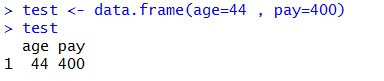 > test <- data.frame(age=44 , pay=400)
> test
  age pay
1  44 400